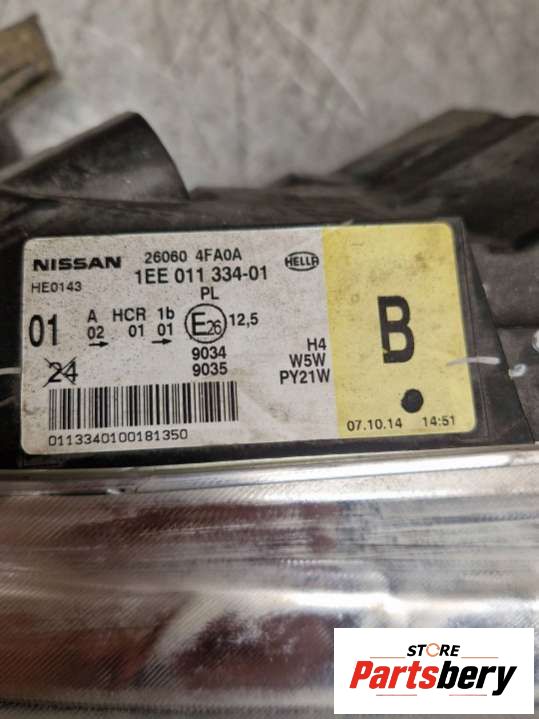 NISSAN 26060 4FA0A HELLA
HE0143 1EE 011 334-01
PL
01 A HCR 1b E26 12,5
02 01 01
24 9034 H4
9035 W5W
PY21W
0113340100181350
B
07.10.14 14:51
STORE
Partsbery